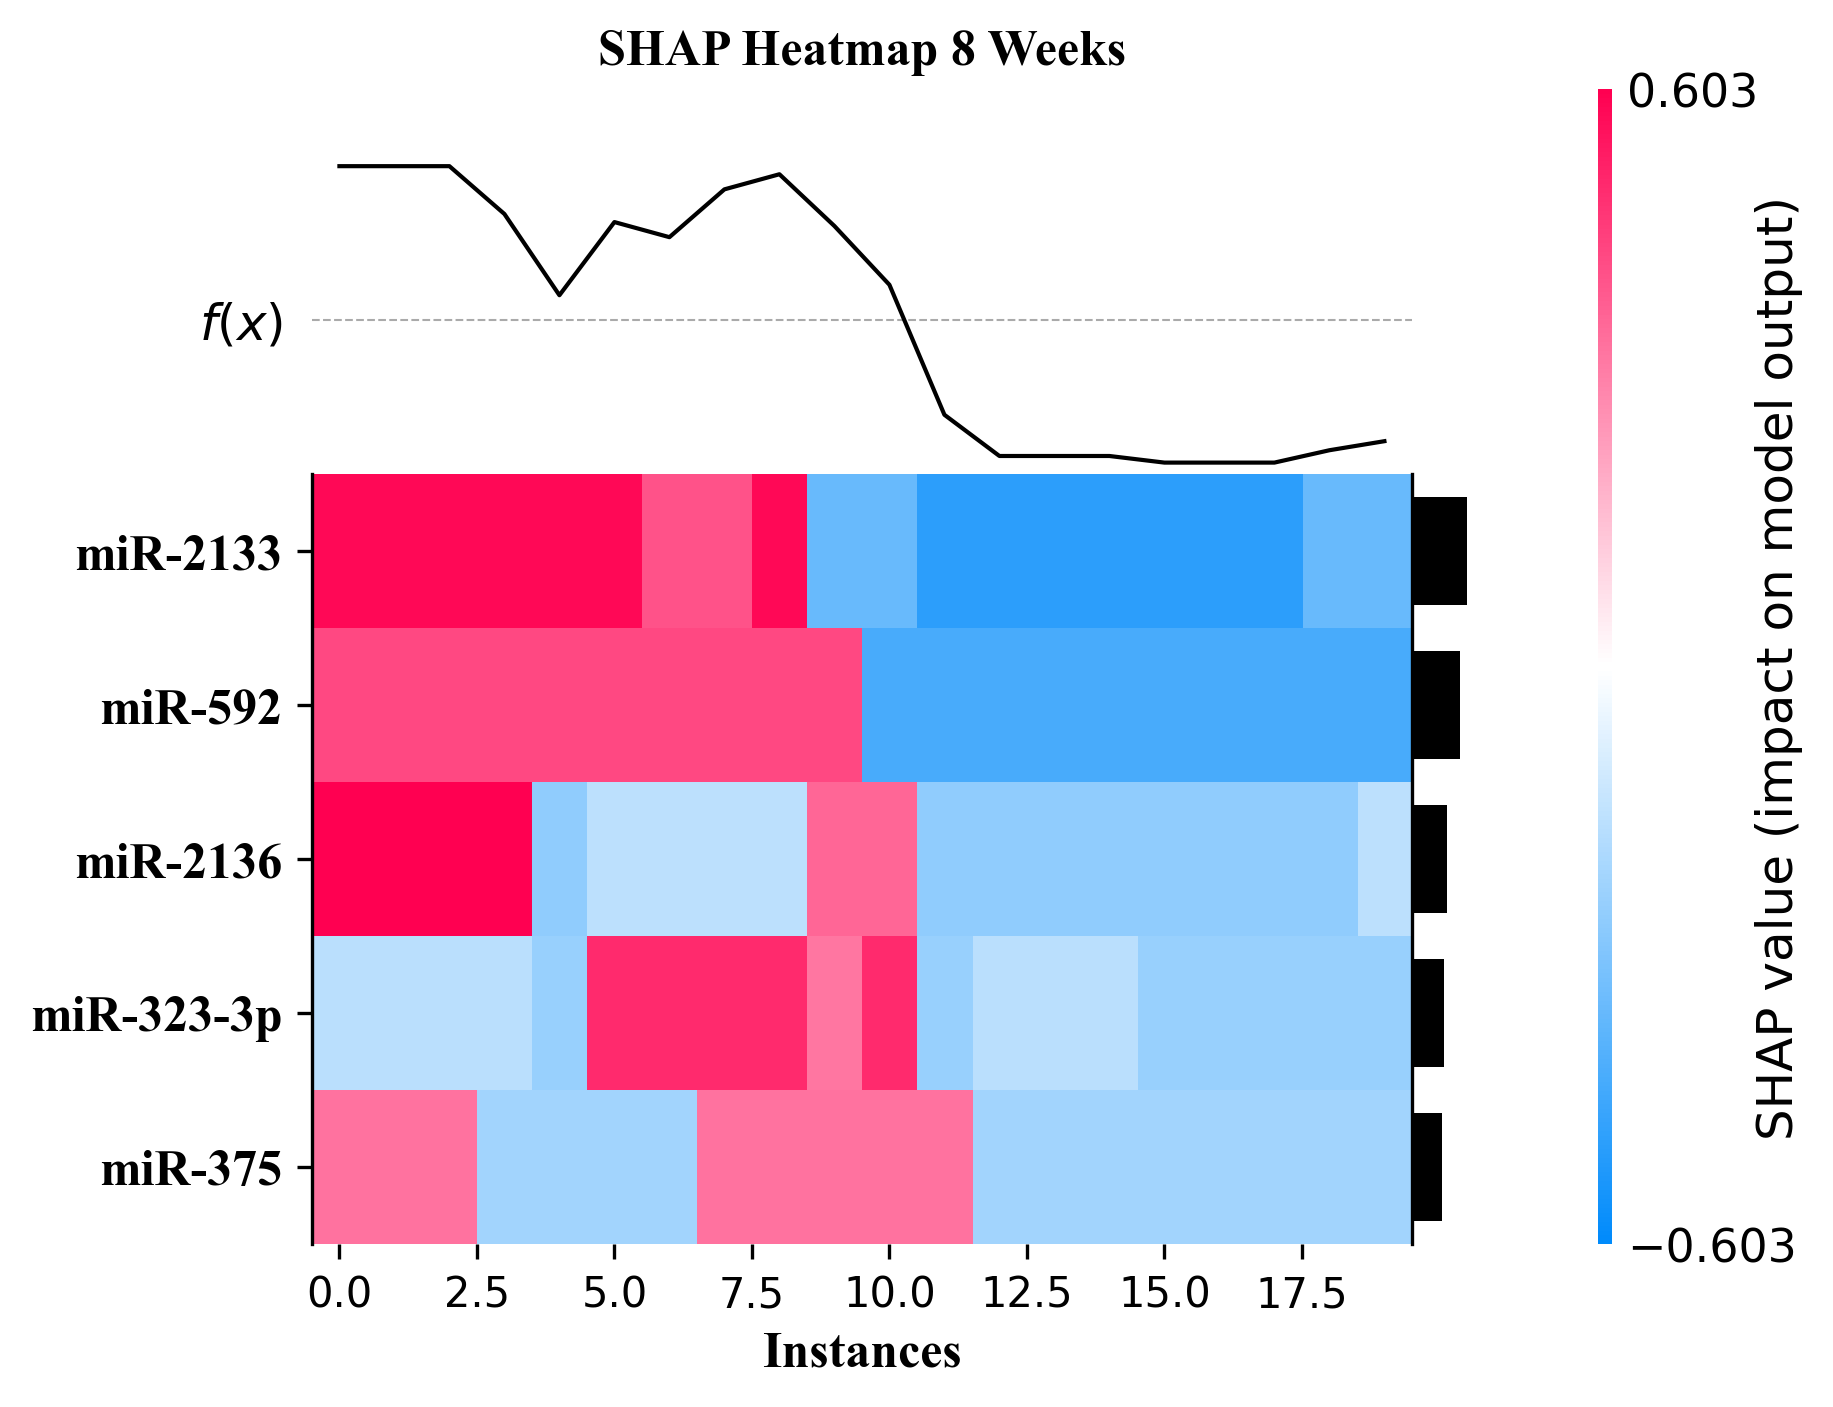 SHAP Heatmap 8 Weeks
0.603
f(x)
miR-2133
miR-592
miR-2136
miR-323-3p
miR-375
−0.603
0.0 2.5 5.0 7.5 10.0 12.5 15.0 17.5
Instances
SHAP value (impact on model output)